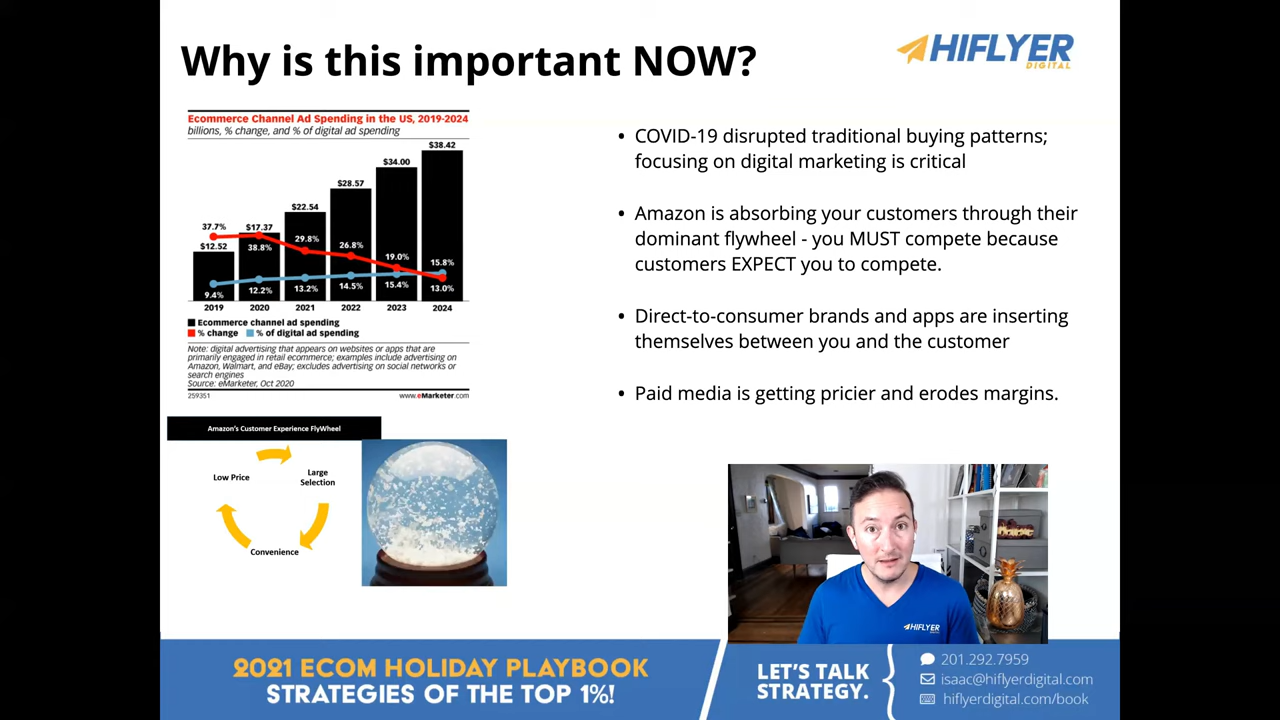 Why is this important NOW?
HIFLYER
DIGITAL
Ecommerce Channel Ad Spending in the US, 2019-2024
billions, % change, and % of digital ad spending
$38.42
$34.00
$28.57
$22.54
37.7%
$17.37
$12.52
38.8%
29.8%
26.8%
19.0%
15.8%
9.4%
12.2%
13.2%
14.5%
15.4%
13.0%
2019 2020 2021 2022 2023 2024
Ecommerce channel ad spending
% change % of digital ad spending
Note: digital advertising that appears on websites or apps that are
primarily engaged in retail ecommerce; examples include advertising on
Amazon, Walmart, and eBay; excludes advertising on social networks or
search engines
Source: eMarketer, Oct 2020
259351 www.eMarketer.com
• COVID-19 disrupted traditional buying patterns;
focusing on digital marketing is critical
• Amazon is absorbing your customers through their
dominant flywheel - you MUST compete because
customers EXPECT you to compete.
• Direct-to-consumer brands and apps are inserting
themselves between you and the customer
• Paid media is getting pricier and erodes margins.
Amazon's Customer Experience FlyWheel
Low Price
Large
Selection
Convenience
HIFLYER
2021 ECOM HOLIDAY PLAYBOOK
STRATEGIES OF THE TOP 1%!
LET'S TALK
STRATEGY.
201.292.7959
isaac@hiflyerdigital.com
hiflyerdigital.com/book